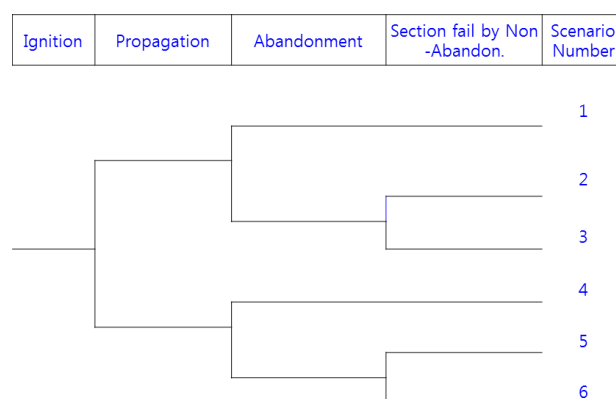 Ignition
Propagation
Abandonment
Section fail by Non
-Abandon.
Scenario
Number
1
2
3
4
5
6